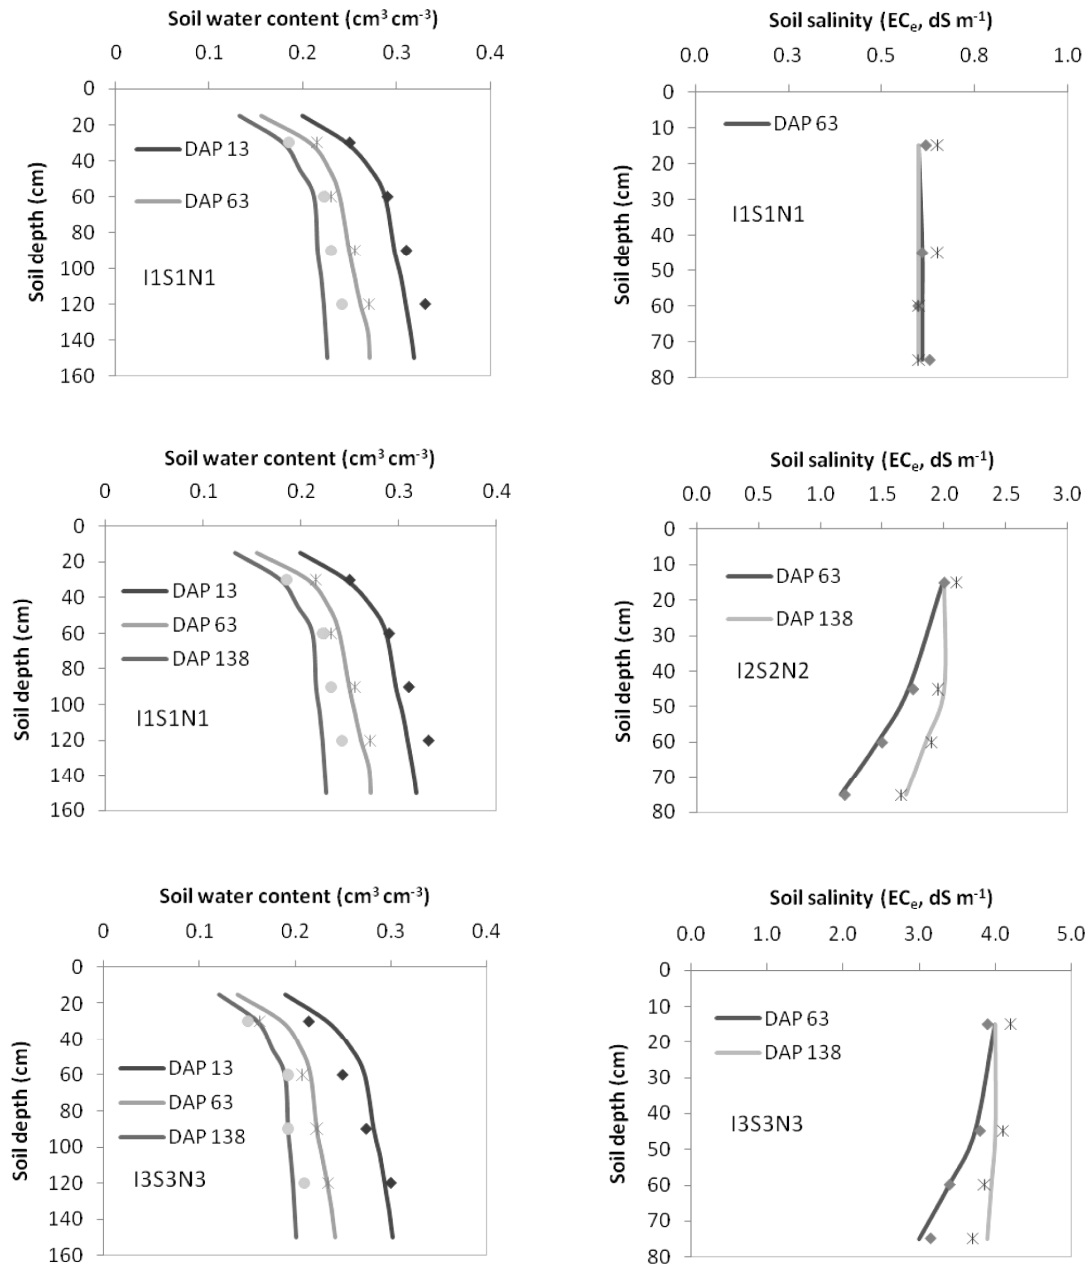 Soil water content (cm³ cm⁻³)
0 0.1 0.2 0.3 0.4
0
20
40
60
80
100
120
140
160
Soil depth (cm)
DAP 13
DAP 63
I1S1N1
Soil salinity (ECₑ, dS m⁻¹)
0.0 0.3 0.5 0.8 1.0
0
10
20
30
40
50
60
70
80
Soil depth (cm)
DAP 63
I1S1N1
Soil water content (cm³ cm⁻³)
0 0.1 0.2 0.3 0.4
0
20
40
60
80
100
120
140
160
Soil depth (cm)
DAP 13
DAP 63
DAP 138
I1S1N1
Soil salinity (ECₑ, dS m⁻¹)
0.0 0.5 1.0 1.5 2.0 2.5 3.0
0
10
20
30
40
50
60
70
80
Soil depth (cm)
DAP 63
DAP 138
I2S2N2
Soil water content (cm³ cm⁻³)
0 0.1 0.2 0.3 0.4
0
20
40
60
80
100
120
140
160
Soil depth (cm)
DAP 13
DAP 63
DAP 138
I3S3N3
Soil salinity (ECₑ, dS m⁻¹)
0.0 1.0 2.0 3.0 4.0 5.0
0
10
20
30
40
50
60
70
80
Soil depth (cm)
DAP 63
DAP 138
I3S3N3